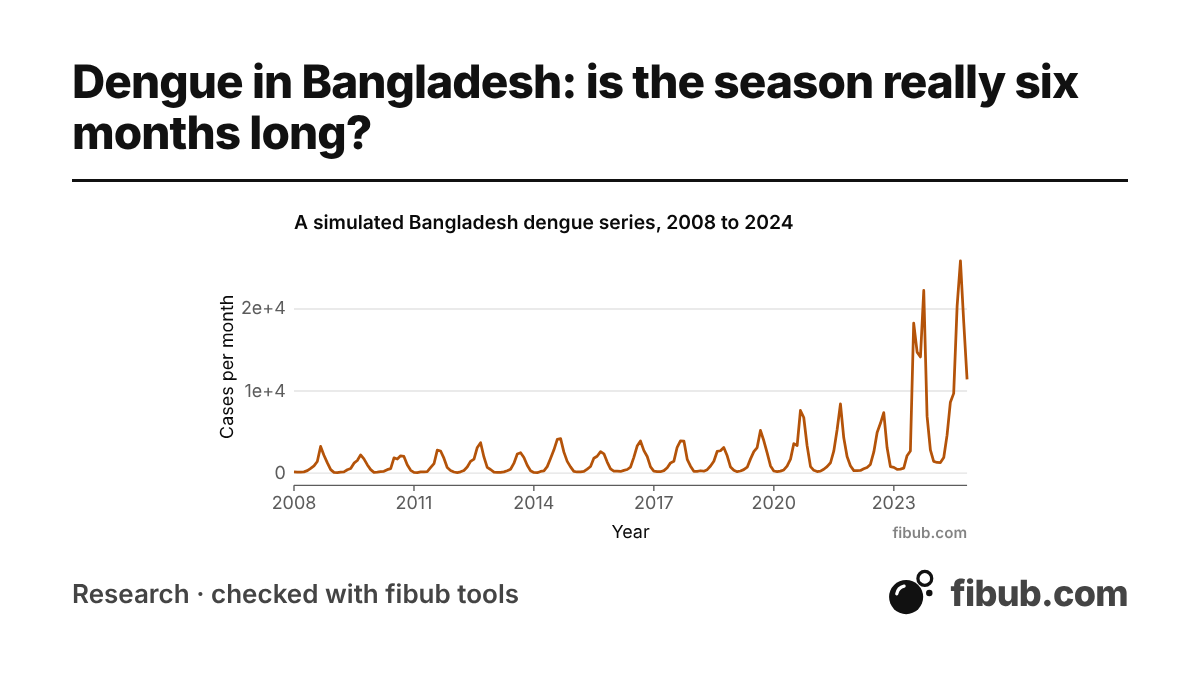 Dengue in Bangladesh: is the season really six
months long?
A simulated Bangladesh dengue series, 2008 to 2024
Cases per month
2e+4
1e+4
0
2008 2011 2014 2017 2020 2023
Year
fibub.com
Research · checked with fibub tools
fibub.com